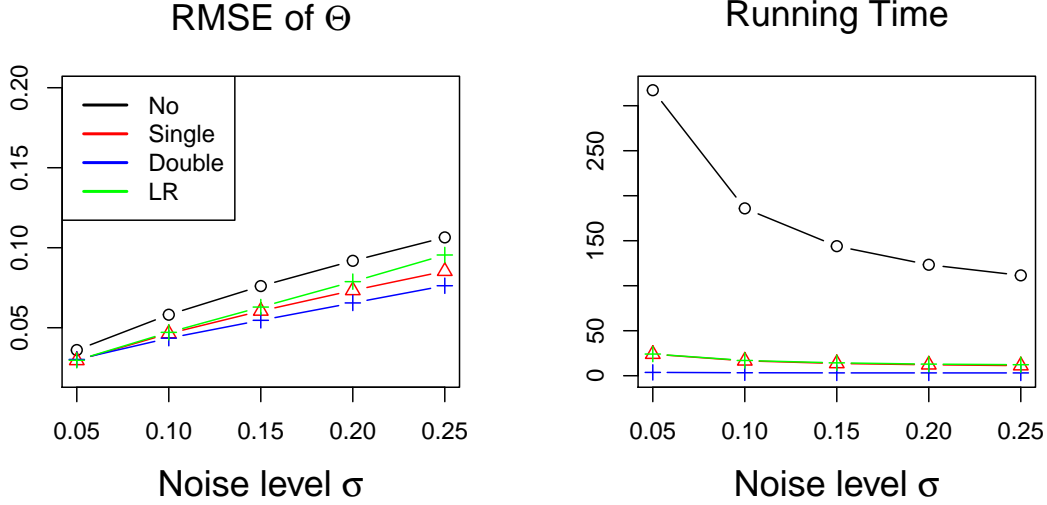 RMSE of Θ
0.20
0.15
0.10
0.05
No
Single
Double
LR
0.05 0.10 0.15 0.20 0.25
Noise level σ
Running Time
250
150
50
0
0.05 0.10 0.15 0.20 0.25
Noise level σ